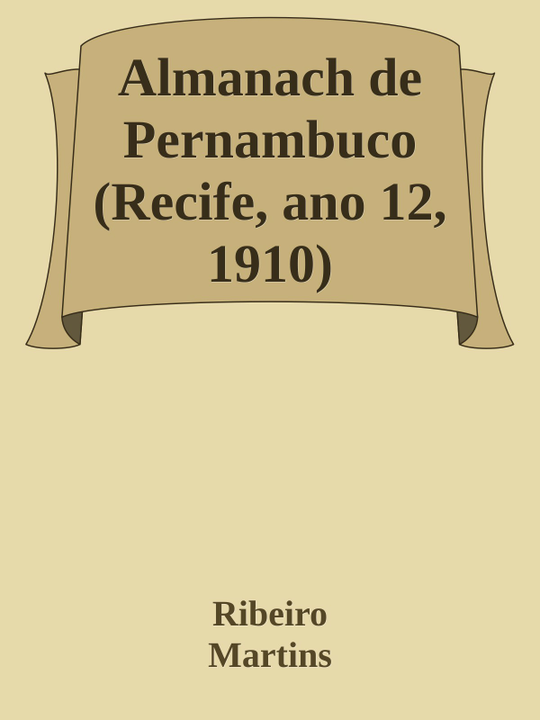 Almanach de
Pernambuco
(Recife, ano 12,
1910)
Ribeiro
Martins